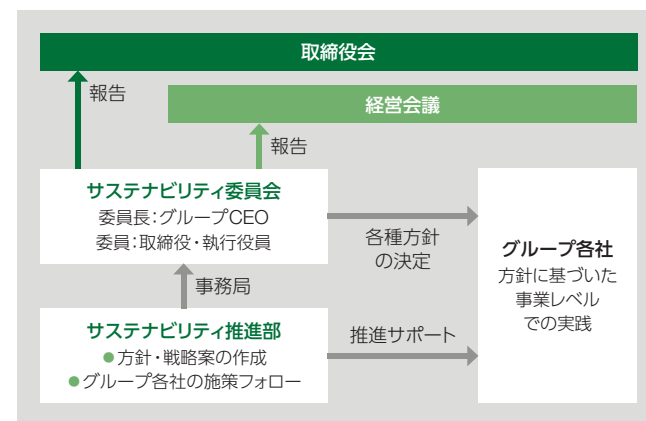 取締役会
報告
経営会議
報告
サステナビリティ委員会
委員長：グループCEO
委員：取締役・執行役員
各種方針
の決定
グループ各社
方針に基づいた
事業レベル
での実践
事務局
サステナビリティ推進部
●方針・戦略案の作成
●グループ各社の施策フォロー
推進サポート